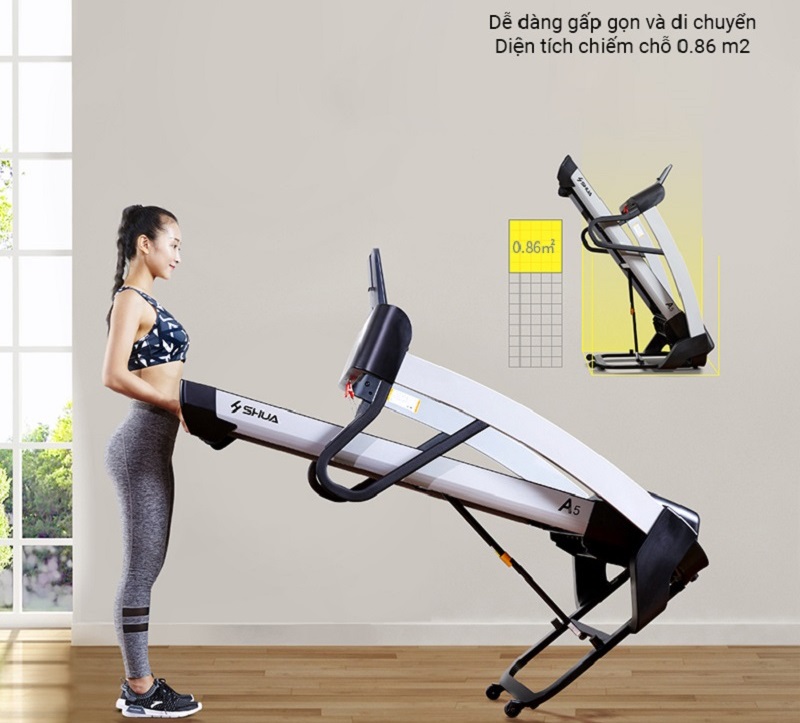 Dễ dàng gấp gọn và di chuyển
Diện tích chiếm chỗ 0.86 m2
SHUA
0.86㎡
SHUA
A5